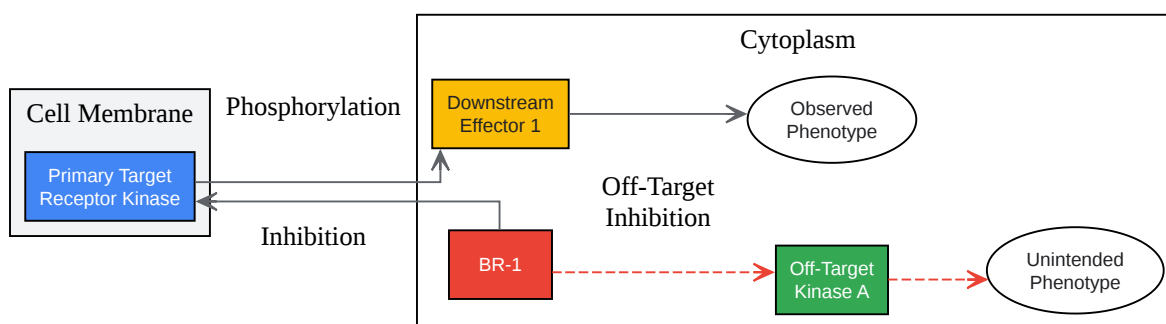 Cytoplasm
Cell Membrane
Phosphorylation
Downstream
Effector 1
Observed
Phenotype
Primary Target
Receptor Kinase
Inhibition
Off-Target
Inhibition
BR-1
Off-Target
Kinase A
Unintended
Phenotype